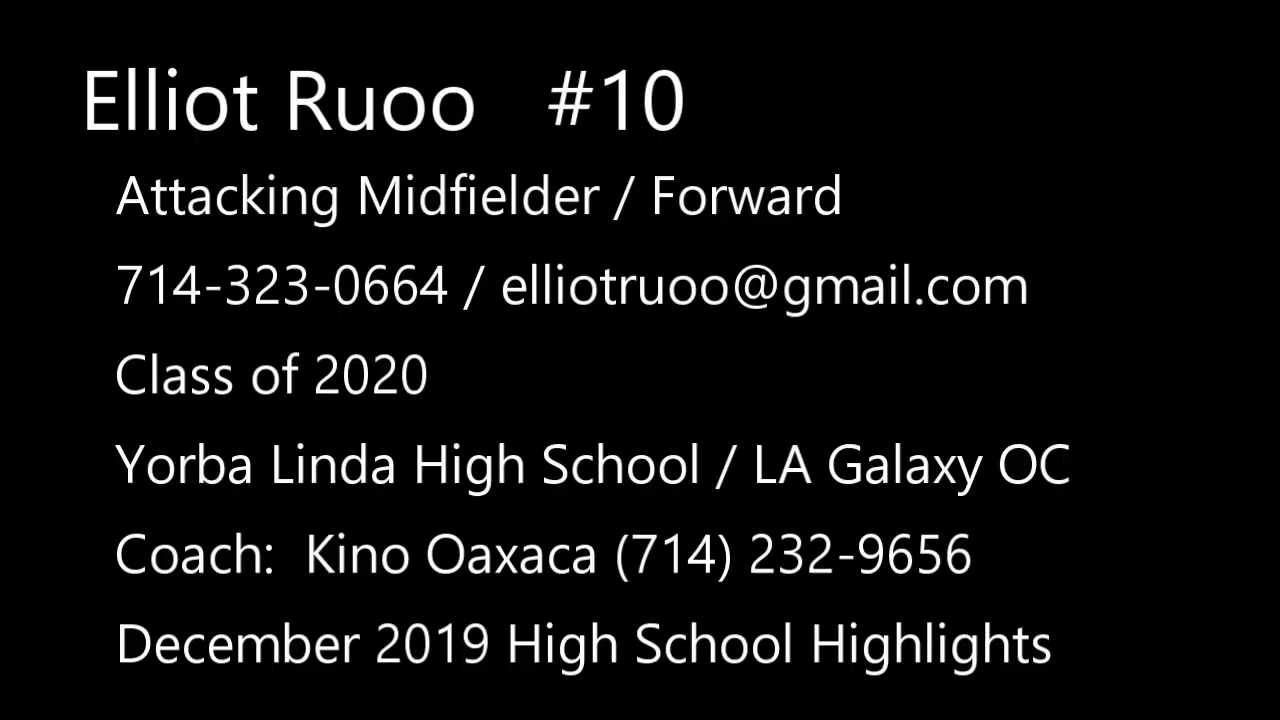 Elliot Ruoo #10
Attacking Midfielder / Forward
714-323-0664 / elliotruoo@gmail.com
Class of 2020
Yorba Linda High School / LA Galaxy OC
Coach: Kino Oaxaca (714) 232-9656
December 2019 High School Highlights